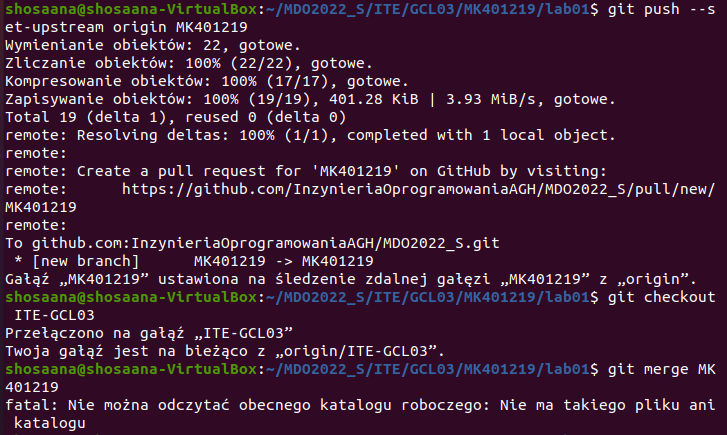 shosaana@shosaana-VirtualBox:~/MDO2022_S/ITE/GCL03/MK401219/lab01$ git push --s
et-upstream origin MK401219
Wymienianie obiektów: 22, gotowe.
Zliczanie obiektów: 100% (22/22), gotowe.
Kompresowanie obiektów: 100% (17/17), gotowe.
Zapisywanie obiektów: 100% (19/19), 401.28 KiB | 3.93 MiB/s, gotowe.
Total 19 (delta 1), reused 0 (delta 0)
remote: Resolving deltas: 100% (1/1), completed with 1 local object.
remote:
remote: Create a pull request for 'MK401219' on GitHub by visiting:
remote:      https://github.com/InzynieriaOprogramowaniaAGH/MDO2022_S/pull/new/
MK401219
remote:
To github.com:InzynieriaOprogramowaniaAGH/MDO2022_S.git
 * [new branch]      MK401219 -> MK401219
Gałąź „MK401219” ustawiona na śledzenie zdalnej gałęzi „MK401219” z „origin”.
shosaana@shosaana-VirtualBox:~/MDO2022_S/ITE/GCL03/MK401219/lab01$ git checkout
 ITE-GCL03
Przełączono na gałąź „ITE-GCL03”
Twoja gałąź jest na bieżąco z „origin/ITE-GCL03”.
shosaana@shosaana-VirtualBox:~/MDO2022_S/ITE/GCL03/MK401219/lab01$ git merge MK
401219
fatal: Nie można odczytać obecnego katalogu roboczego: Nie ma takiego pliku ani
 katalogu